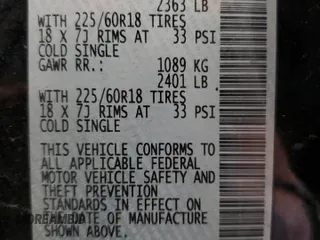 2363 LB
WITH 225/60R18 TIRES
18 X 7J RIMS AT 33 PSI
COLD SINGLE
GAWR RR.: 1089 KG
2401 LB
WITH 225/60R18 TIRES
18 X 7J RIMS AT 33 PSI
COLD SINGLE
THIS VEHICLE CONFORMS TO
ALL APPLICABLE FEDERAL
MOTOR VEHICLE SAFETY AND
THEFT PREVENTION
STANDARDS IN EFFECT ON
DATE OF MANUFACTURE
SHOWN ABOVE.